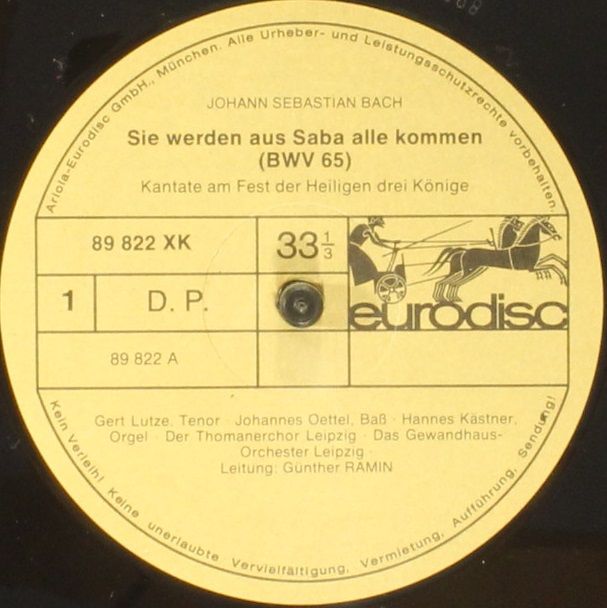 Ariola-Eurodisc GmbH., München. Alle Urheber- und Leistungsschutzrechte vorbehalten.
JOHANN SEBASTIAN BACH
Sie werden aus Saba alle kommen
(BWV 65)
Kantate am Fest der Heiligen drei Könige
89 822 XK
33 1/3
1
D. P.
eurodisc
89 822 A
Gert Lutze, Tenor · Johannes Oettel, Baß · Hannes Kästner,
Orgel · Der Thomanerchor Leipzig · Das Gewandhaus-
Orchester Leipzig ·
Leitung: Günther RAMIN
Kein Verleih! Keine unerlaubte Vervielfältigung, Vermietung, Aufführung, Sendung!